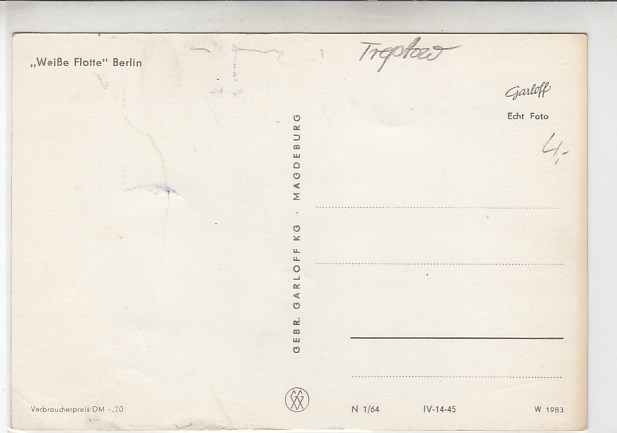 „Weiße Flotte" Berlin
Treptow
Garloff
Echt Foto
4,-
GEBR. GARLOFF KG · MAGDEBURG
Verbraucherpreis DM -,20
N 1/64 IV-14-45 W 1983